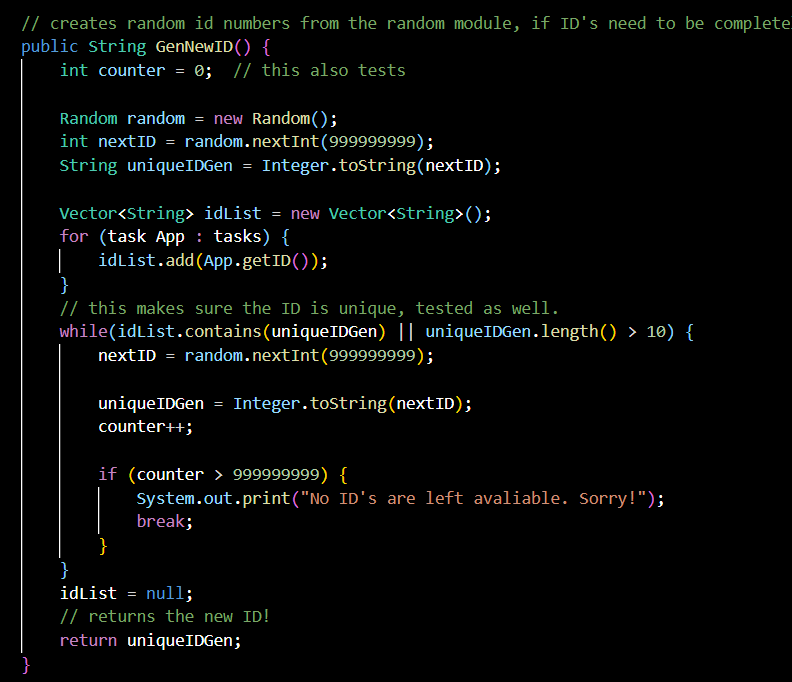 // creates random id numbers from the random module, if ID's need to be complete
public String GenNewID() {
int counter = 0;  // this also tests
Random random = new Random();
int nextID = random.nextInt(999999999);
String uniqueIDGen = Integer.toString(nextID);
Vector<String> idList = new Vector<String>();
for (task App : tasks) {
idList.add(App.getID());
}
// this makes sure the ID is unique, tested as well.
while(idList.contains(uniqueIDGen) || uniqueIDGen.length() > 10) {
nextID = random.nextInt(999999999);
uniqueIDGen = Integer.toString(nextID);
counter++;
if (counter > 999999999) {
System.out.print("No ID's are left avaliable. Sorry!");
break;
}
}
idList = null;
// returns the new ID!
return uniqueIDGen;
}